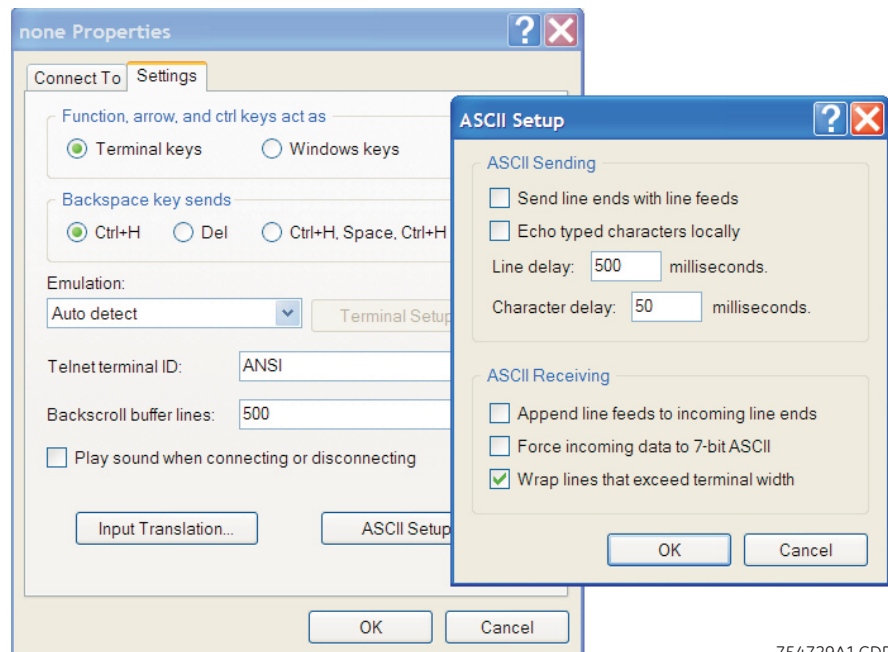 none Properties
Connect To
Settings
Function, arrow, and ctrl keys act as
Terminal keys
Windows keys
Backspace key sends
Ctrl+H
Del
Ctrl+H, Space, Ctrl+H
Emulation:
Auto detect
Terminal Setup
Telnet terminal ID:
ANSI
Backscroll buffer lines:
500
Play sound when connecting or disconnecting
Input Translation...
ASCII Setup
OK
Cancel
ASCII Setup
ASCII Sending
Send line ends with line feeds
Echo typed characters locally
Line delay: 500 milliseconds.
Character delay: 50 milliseconds.
ASCII Receiving
Append line feeds to incoming line ends
Force incoming data to 7-bit ASCII
Wrap lines that exceed terminal width
OK
Cancel